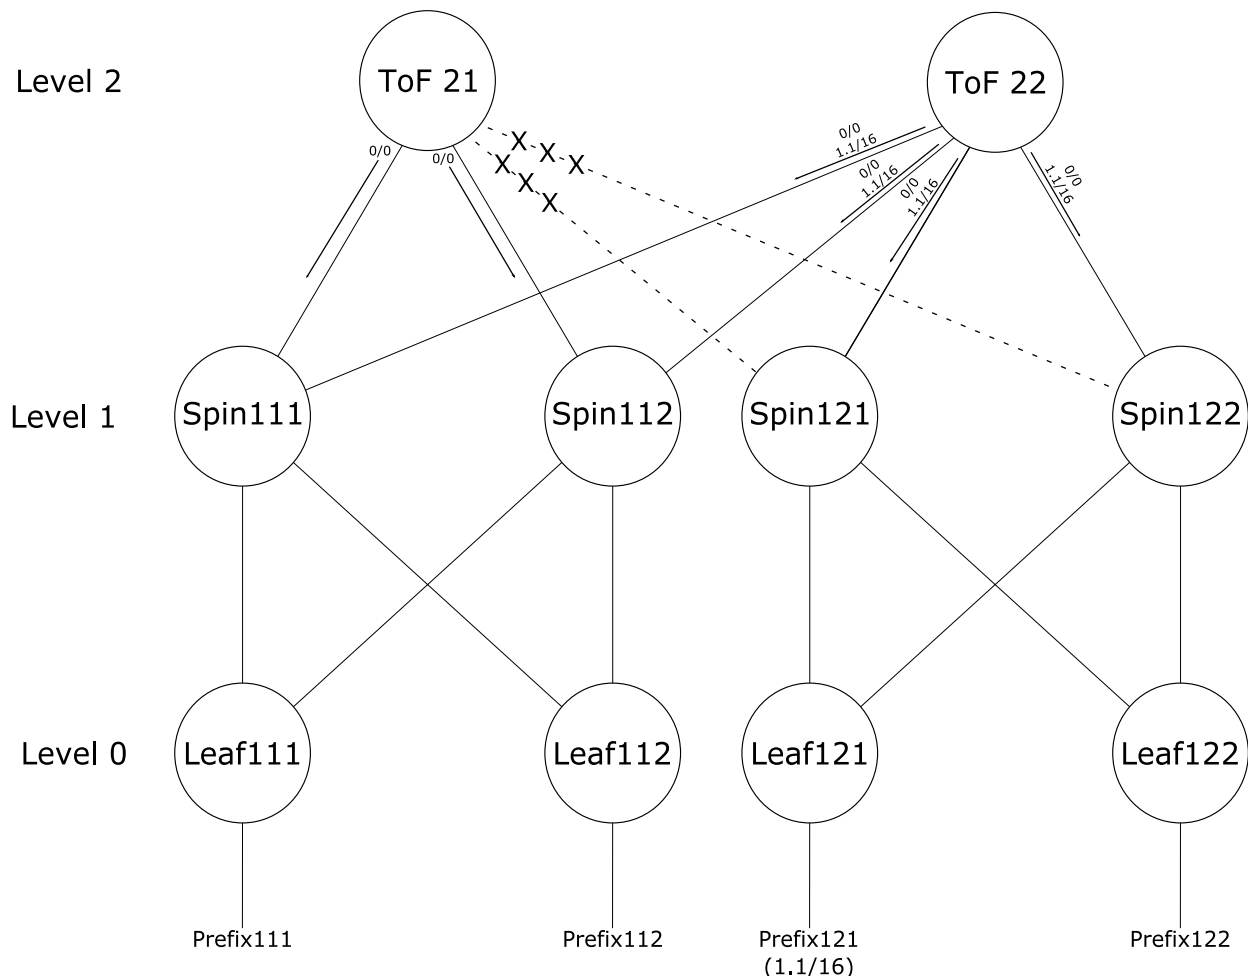 Level 2
ToF 21
ToF 22
0/0
0/0
X X X
X X X
0/0
1.1/16
0/0
1.1/16
0/0
1.1/16
0/0
1.1/16
Level 1
Spin111
Spin112
Spin121
Spin122
Level 0
Leaf111
Leaf112
Leaf121
Leaf122
Prefix111
Prefix112
Prefix121
(1.1/16)
Prefix122